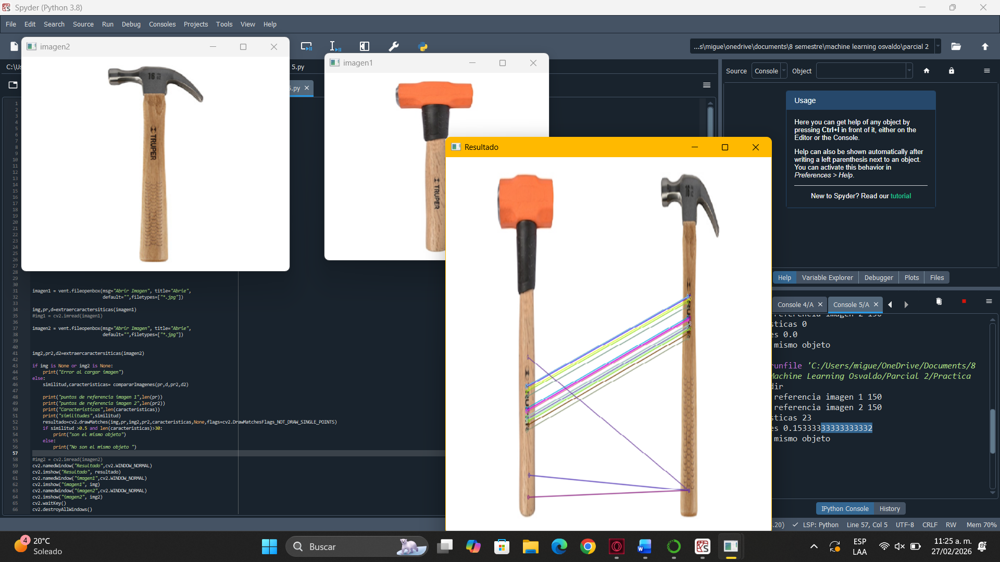 Spyder (Python 3.8)
File Edit Search Source Run Debug Consoles Projects Tools View Help
...s\migue\onedrive\documents\8 semestre\machine learning osvaldo\parcial 2
imagen2
16
TRUPER
imagen1
TRUPER
C:\Us
5.py
5.py
Source Console Object
Usage
Here you can get help of any object by
pressing Ctrl+I in front of it, either on the
Editor or the Console.
Help can also be shown automatically after
writing a left parenthesis next to an object.
You can activate this behavior in
Preferences > Help.
New to Spyder? Read our tutorial
Help Variable Explorer Debugger Plots Files
Resultado
16
1
2
3
4
5
6
7
8
9
10
11
12
13
14
15
16
17
18
19
20
21
22
23
24
25
26
27
28
29
30
31 imagen1 = vent.fileopenbox(msg="Abrir Imagen", title="Abrie",
32 default="",filetypes=["*.jpg"])
33
34 img,pr,d=extraercarsitericas(imagen1)
35 #img1 = cv2.imread(imagen1)
36
37 imagen2 = vent.fileopenbox(msg="Abrir Imagen", title="Abrie",
38 default="",filetypes=["*.jpg"])
39
40
41 img2,pr2,d2=extraercarsitericas(imagen2)
42
43 if img is None or img2 is None:
44 print("Error al cargar imagen")
45 else:
46 similitud,caracteristicas= compararImagenes(pr,d,pr2,d2)
47
48 print("puntos de referencia imagen 1",len(pr))
49 print("puntos de referencia imagen 2",len(pr2))
50 print("Caracteristicas",len(caracteristicas))
51 print("similitudes",similitud)
52 resultado=cv2.drawMatches(img,pr,img2,pr2,caracteristicas,None,flags=cv2.DrawMatchesFlags_NOT_DRAW_SINGLE_POINTS)
53 if similitud >0.5 and len(caracteristicas)>30:
54 print("son el mismo objeto")
55 else:
56 print("No son el mismo objeto ")
57
58 #img2 = cv2.imread(imagen2)
59 cv2.namedWindow("Resultado",cv2.WINDOW_NORMAL)
60 cv2.imshow("Resultado", resultado)
61 cv2.namedWindow("imagen1",cv2.WINDOW_NORMAL)
62 cv2.imshow("imagen1", img)
63 cv2.namedWindow("imagen2",cv2.WINDOW_NORMAL)
64 cv2.imshow("imagen2", img2)
65 cv2.waitKey()
66 cv2.destroyAllWindows()
Console 4/A Console 5/A
referencia imagen 2 150
sticas 0
es 0.0
mismo objeto
runfile 'C:/Users/migue/OneDrive/Documents/8
Machine Learning Osvaldo/Parcial 2/Practica
dir
referencia imagen 1 150
referencia imagen 2 150
sticas 23
es 0.15333333333333332
mismo objeto
IPython Console History
.20) LSP: Python Line 57, Col 5 UTF-8 CRLF RW Mem 70%
4
20°C
Soleado
Buscar
ESP
LAA
11:25 a. m.
27/02/2026